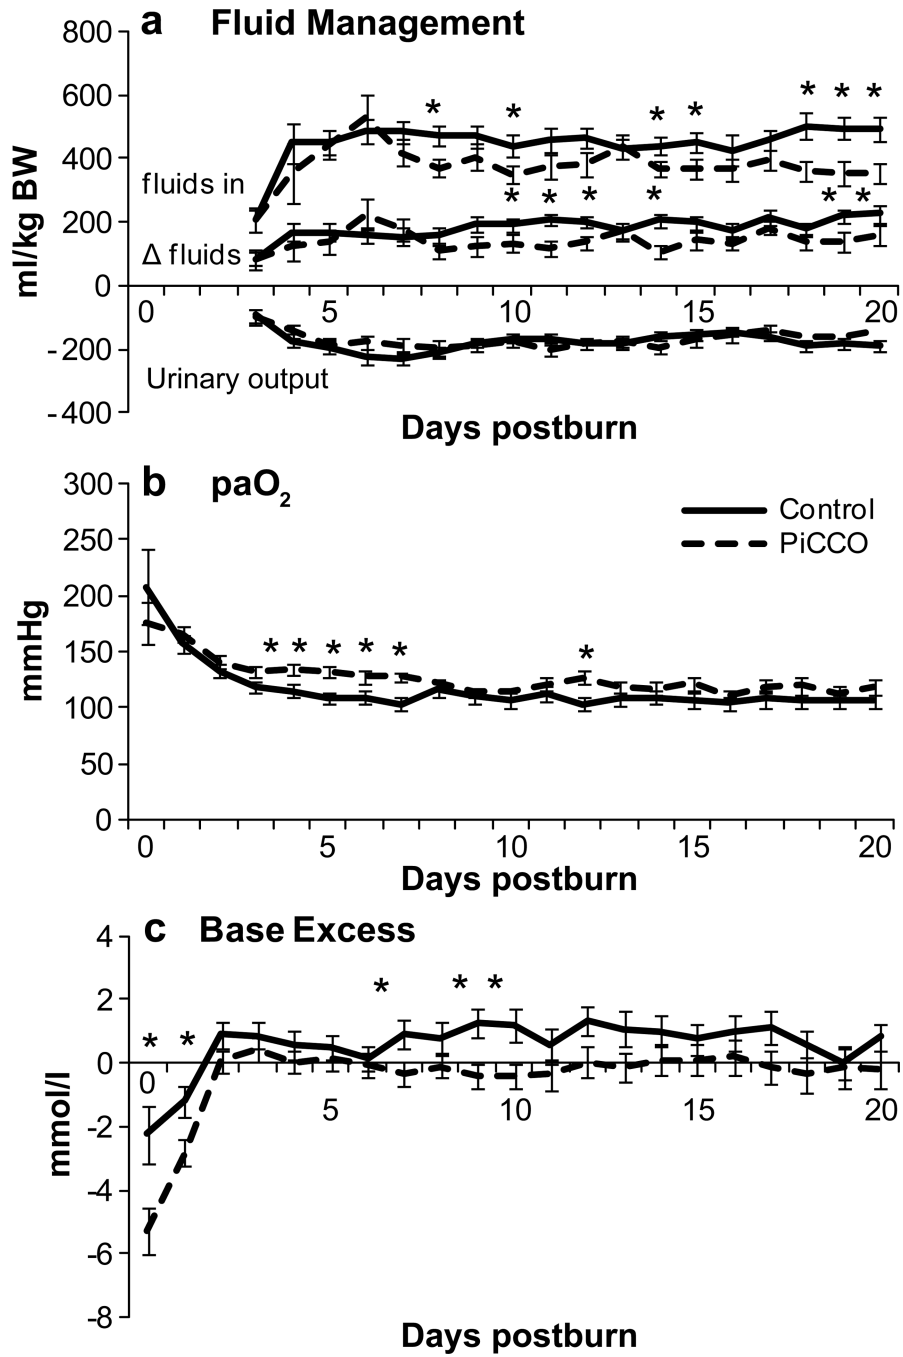 a Fluid Management
800
600
* * * * * * *
400
fluids in
* * * * * *
200
Δ fluids
0
0 5 10 15 20
-200
Urinary output
-400
ml/kg BW
Days postburn
b paO2
300
250
Control
PiCCO
200
150
* * * * * *
100
50
0
mmHg
0 5 10 15 20
Days postburn
c Base Excess
4
2
* * *
* *
0
0 5 10 15 20
-2
-4
-6
-8
mmol/l
Days postburn